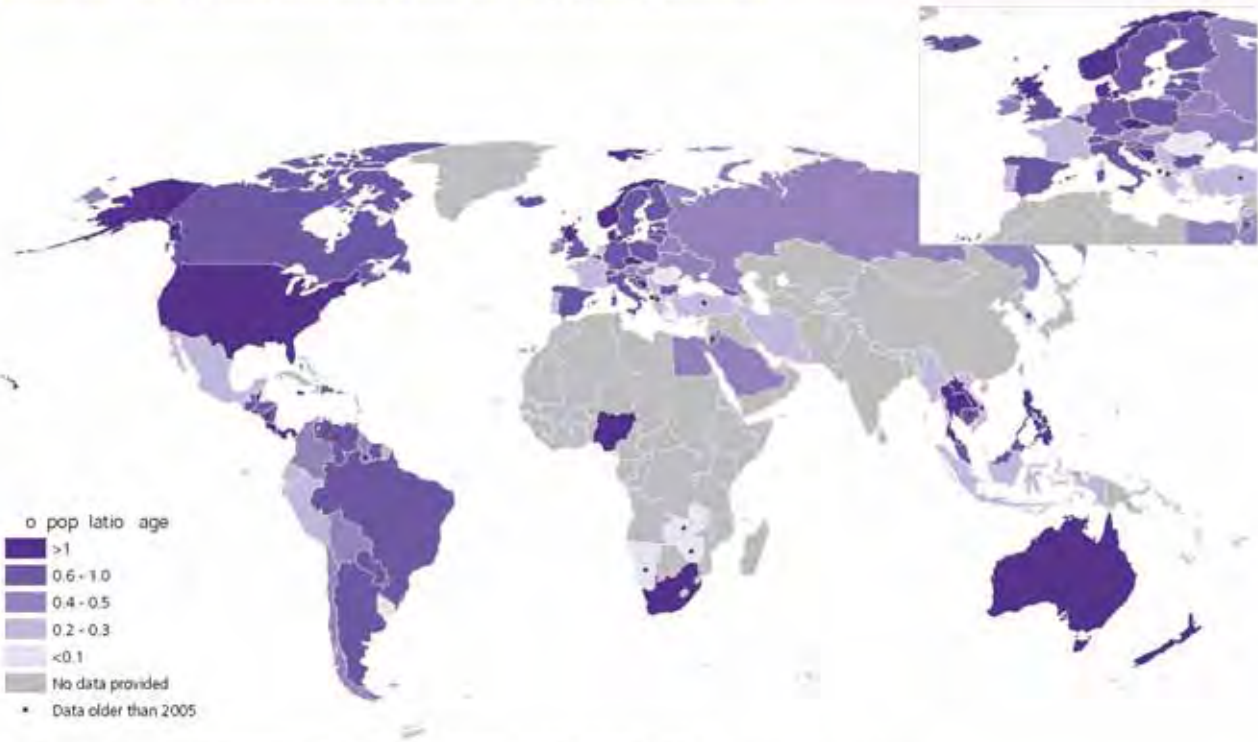 o pop latio age
>1
0.6 - 1.0
0.4 - 0.5
0.2 - 0.3
<0.1
No data provided
Data older than 2005